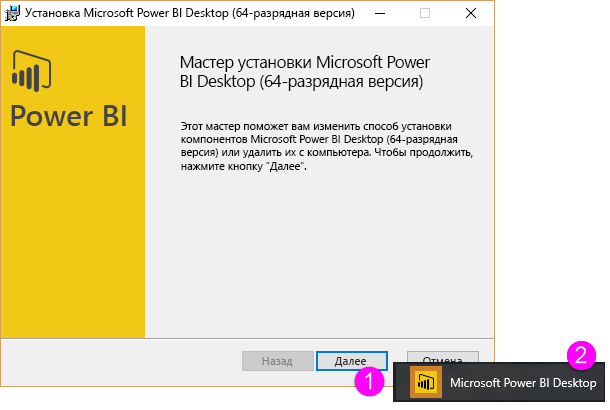 Установка Microsoft Power BI Desktop (64-разрядная версия)
Power BI
Мастер установки Microsoft Power
BI Desktop (64-разрядная версия)
Этот мастер поможет вам изменить способ установки
компонентов Microsoft Power BI Desktop (64-разрядная
версия) или удалить их с компьютера. Чтобы продолжить,
нажмите кнопку "Далее".
Назад
Далее
Отмена
1
2
Microsoft Power BI Desktop